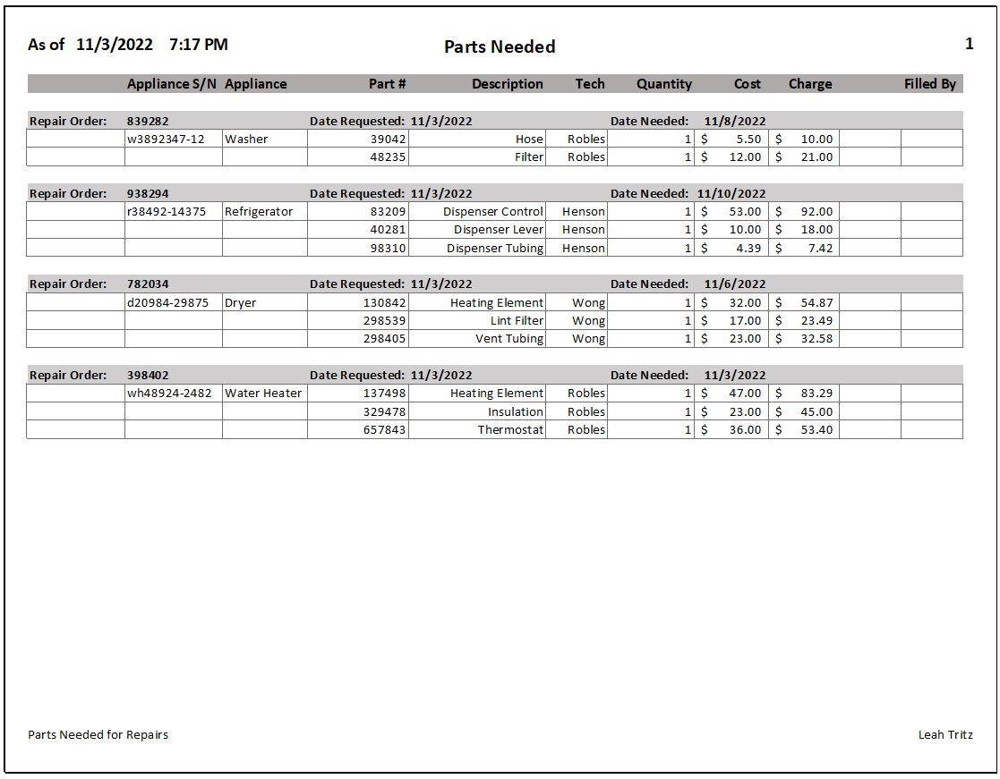 As of 11/3/2022 7:17 PM Parts Needed 1
Appliance S/N Appliance Part # Description Tech Quantity Cost Charge Filled By
Repair Order: 839282 Date Requested: 11/3/2022 Date Needed: 11/8/2022
w3892347-12 Washer 39042 Hose Robles 1 $ 5.50 $ 10.00
48235 Filter Robles 1 $ 12.00 $ 21.00
Repair Order: 938294 Date Requested: 11/3/2022 Date Needed: 11/10/2022
r38492-14375 Refrigerator 83209 Dispenser Control Henson 1 $ 53.00 $ 92.00
40281 Dispenser Lever Henson 1 $ 10.00 $ 18.00
98310 Dispenser Tubing Henson 1 $ 4.39 $ 7.42
Repair Order: 782034 Date Requested: 11/3/2022 Date Needed: 11/6/2022
d20984-29875 Dryer 130842 Heating Element Wong 1 $ 32.00 $ 54.87
298539 Lint Filter Wong 1 $ 17.00 $ 23.49
298405 Vent Tubing Wong 1 $ 23.00 $ 32.58
Repair Order: 398402 Date Requested: 11/3/2022 Date Needed: 11/3/2022
wh48924-2482 Water Heater 137498 Heating Element Robles 1 $ 47.00 $ 83.29
329478 Insulation Robles 1 $ 23.00 $ 45.00
657843 Thermostat Robles 1 $ 36.00 $ 53.40
Parts Needed for Repairs Leah Tritz